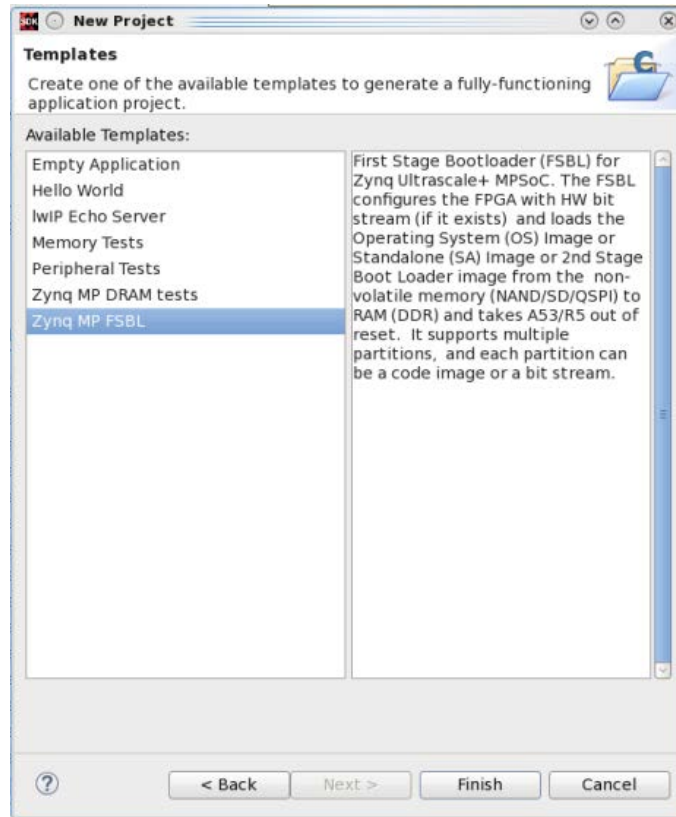 SDK New Project
Templates
Create one of the available templates to generate a fully-functioning
application project.
C
Available Templates:
Empty Application
Hello World
lwIP Echo Server
Memory Tests
Peripheral Tests
Zynq MP DRAM tests
Zynq MP FSBL
First Stage Bootloader (FSBL) for
Zynq Ultrascale+ MPSoC. The FSBL
configures the FPGA with HW bit
stream (if it exists) and loads the
Operating System (OS) Image or
Standalone (SA) Image or 2nd Stage
Boot Loader image from the non-
volatile memory (NAND/SD/QSPI) to
RAM (DDR) and takes A53/R5 out of
reset. It supports multiple
partitions, and each partition can
be a code image or a bit stream.
? < Back Next > Finish Cancel